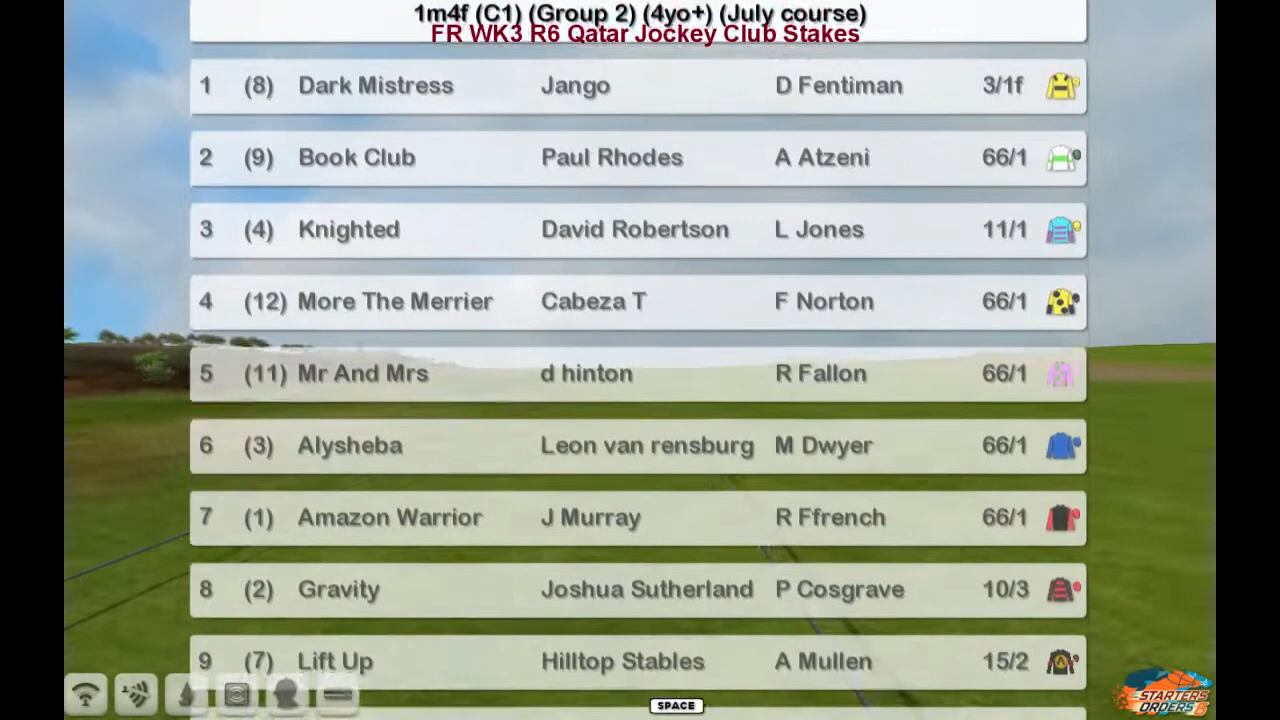 1m4f (C1) (Group 2) (4yo+) (July course)
FR WK3 R6 Qatar Jockey Club Stakes
1 (8) Dark Mistress Jango D Fentiman 3/1f
2 (9) Book Club Paul Rhodes A Atzeni 66/1
3 (4) Knighted David Robertson L Jones 11/1
4 (12) More The Merrier Cabeza T F Norton 66/1
5 (11) Mr And Mrs d hinton R Fallon 66/1
6 (3) Alysheba Leon van rensburg M Dwyer 66/1
7 (1) Amazon Warrior J Murray R Ffrench 66/1
8 (2) Gravity Joshua Sutherland P Cosgrave 10/3
9 (7) Lift Up Hilltop Stables A Mullen 15/2
SPACE
STARTERS
ORDERS 6